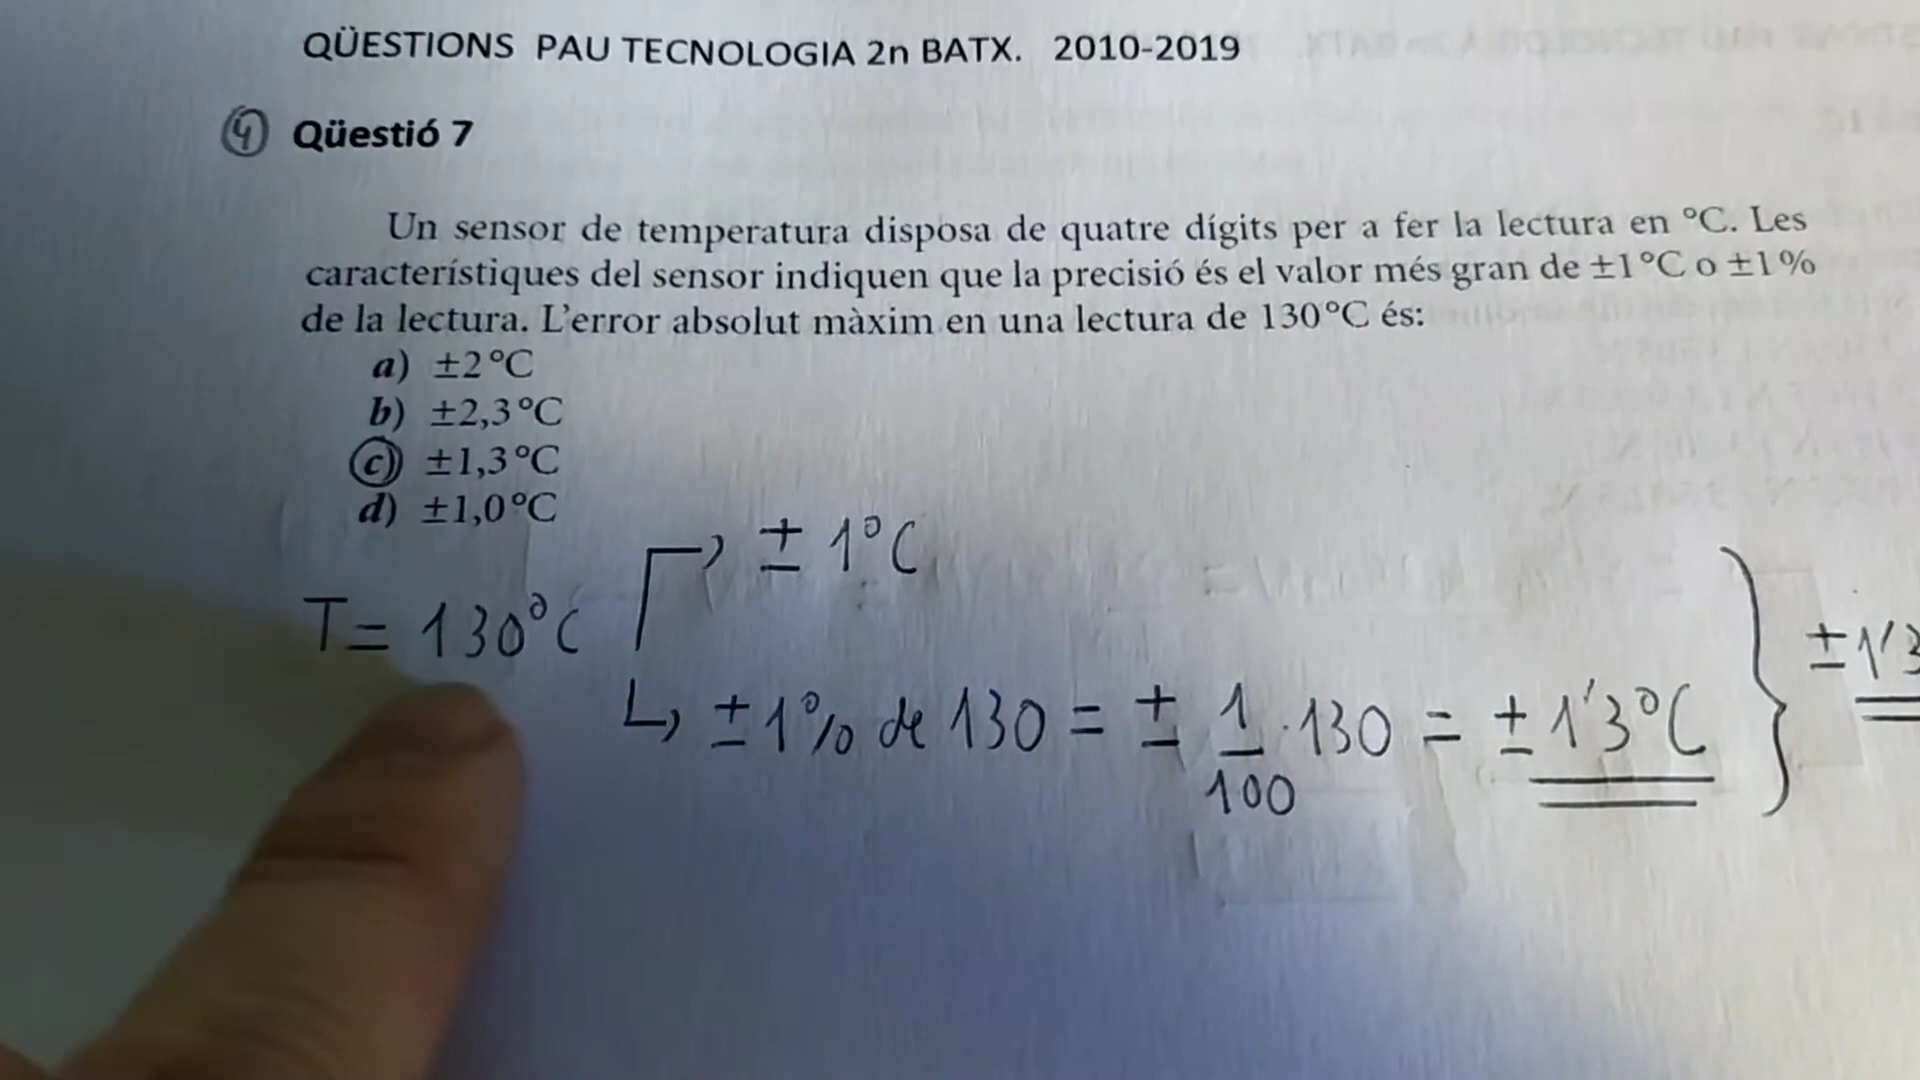 QÜESTIONS PAU TECNOLOGIA 2n BATX. 2010-2019
4 Qüestió 7
Un sensor de temperatura disposa de quatre dígits per a fer la lectura en °C. Les
característiques del sensor indiquen que la precisió és el valor més gran de ±1°C o ±1%
de la lectura. L'error absolut màxim en una lectura de 130°C és:
a) ±2°C
b) ±2,3°C
c) ±1,3°C
d) ±1,0°C
± 1°C
T= 130°C
±1'3
±1% de 130 = ± 1/100 · 130 = ± 1'3°C